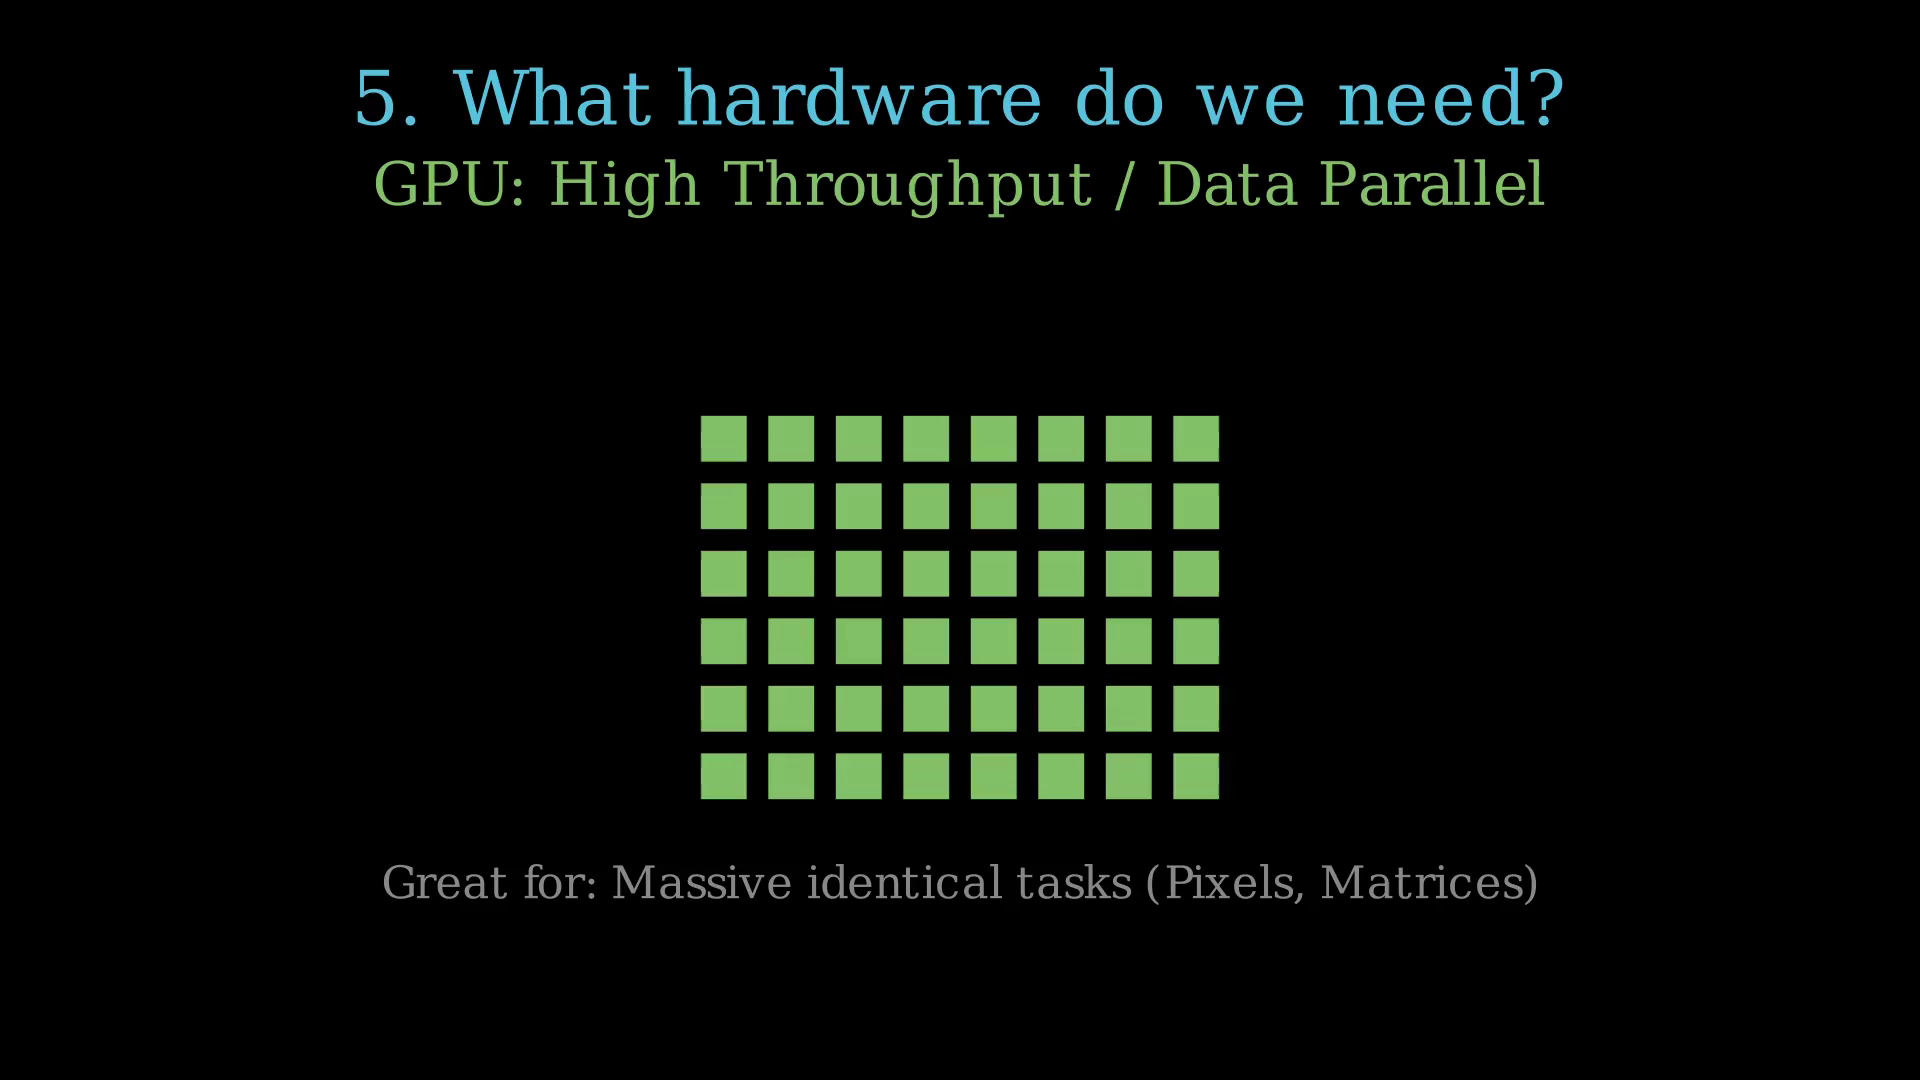 5. What hardware do we need?
GPU: High Throughput / Data Parallel
Great for: Massive identical tasks (Pixels, Matrices)